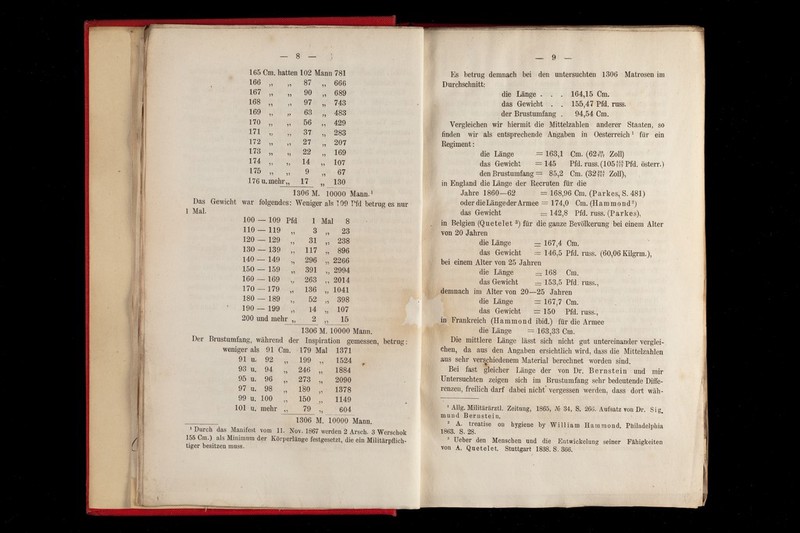 — 8 —
165 Cm. hatten 102 Mann 781
166 „ „ 87 „ 666
167 „ „ 90 „ 689
168 „ „ 97 „ 743
169 „ „ 63 „ 483
170 „ „ 56 „ 429
171 „ „ 37 „ 283
172 „ „ 27 „ 207
173 „ „ 22 „ 169
174 „ „ 14 „ 107
175 „ „ 9 „ 67
176 u. mehr „ 17 „ 130
1306 M. 10000 Mann.¹
Das Gewicht war folgendes: Weniger als 100 Pfd betrug es nur
1 Mal.
100 — 109 Pfd 1 Mal 8
110 — 119 „ 3 „ 23
120 — 129 „ 31 „ 238
130 — 139 „ 117 „ 896
140 — 149 „ 296 „ 2266
150 — 159 „ 391 „ 2994
160 — 169 „ 263 „ 2014
170 — 179 „ 136 „ 1041
180 — 189 „ 52 „ 398
190 — 199 „ 14 „ 107
200 und mehr „ 2 „ 15
1306 M. 10000 Mann.
Der Brustumfang, während der Inspiration gemessen, betrug:
weniger als 91 Cm. 179 Mal 1371
91 u. 92 „ 199 „ 1524
93 u. 94 „ 246 „ 1884
95 u. 96 „ 273 „ 2090
97 u. 98 „ 180 „ 1378
99 u. 100 „ 150 „ 1149
101 u. mehr „ 79 „ 604
1306 M. 10000 Mann.
¹ Durch das Manifest vom 11. Nov. 1867 werden 2 Arsch. 3 Werschok
155 Cm.) als Minimum der Körperlänge festgesetzt, die ein Militärpflich-
tiger besitzen muss.
— 9 —
Es betrug demnach bei den untersuchten 1306 Matrosen im
Durchschnitt:
die Länge . . . 164,15 Cm.
das Gewicht . . 155,47 Pfd. russ.
der Brustumfang . 94,54 Cm.
Vergleichen wir hiermit die Mittelzahlen anderer Staaten, so
finden wir als entsprechende Angaben in Oesterreich¹ für ein
Regiment:
die Länge = 163,1 Cm. (62 Zoll)
das Gewicht = 145 Pfd. russ. (105 Pfd. österr.)
den Brustumfang = 85,2 Cm. (32 Zoll),
in England die Länge der Recruten für die
Jahre 1860—62 = 168,96 Cm. (Parkes, S. 481)
oder die Länge der Armee = 174,0 Cm. (Hammond²)
das Gewicht = 142,8 Pfd. russ. (Parkes).
in Belgien (Quetelet ³) für die ganze Bevölkerung bei einem Alter
von 20 Jahren
die Länge = 167,4 Cm.
das Gewicht = 146,5 Pfd. russ. (60,06 Kilgrm.),
bei einem Alter von 25 Jahren
die Länge = 168 Cm.
das Gewicht = 153,5 Pfd. russ.,
demnach im Alter von 20—25 Jahren
die Länge = 167,7 Cm.
das Gewicht = 150 Pfd. russ.,
in Frankreich (Hammond ibid.) für die Armee
die Länge = 163,33 Cm.
Die mittlere Länge lässt sich nicht gut untereinander verglei-
chen, da aus den Angaben ersichtlich wird, dass die Mittelzahlen
aus sehr verschiedenem Material berechnet worden sind.
Bei fast gleicher Länge der von Dr. Bernstein und mir
Untersuchten zeigen sich im Brustumfang sehr bedeutende Diffe-
renzen, freilich darf dabei nicht vergessen werden, dass dort wäh-
¹ Allg. Militärärztl. Zeitung, 1865, № 34, S. 266. Aufsatz von Dr. Sig-
mund Bernstein.
² A. treatise on hygiene by William Hammond. Philadelphia
1863. S. 28.
³ Ueber den Menschen und die Entwickelung seiner Fähigkeiten
von A. Quetelet. Stuttgart 1838. S. 366.